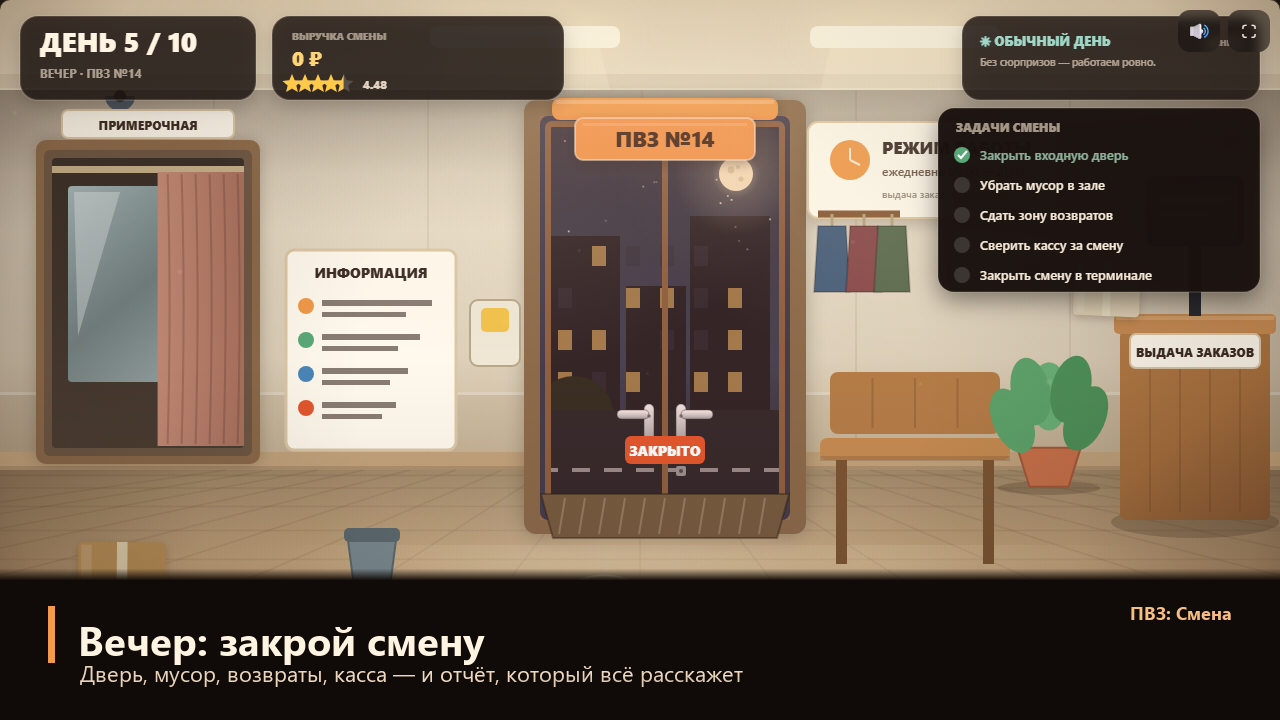 ДЕНЬ 5 / 10
ВЕЧЕР · ПВЗ №14
ВЫРУЧКА СМЕНЫ
0 ₽
4.48
✳ ОБЫЧНЫЙ ДЕНЬ
Без сюрпризов — работаем ровно.
ЗАДАЧИ СМЕНЫ
Закрыть входную дверь
Убрать мусор в зале
Сдать зону возвратов
Сверить кассу за смену
Закрыть смену в терминале
ПРИМЕРОЧНАЯ
ПВЗ №14
ИНФОРМАЦИЯ
ЗАКРЫТО
ВЫДАЧА ЗАКАЗОВ
ПВЗ: Смена
Вечер: закрой смену
Дверь, мусор, возвраты, касса — и отчёт, который всё расскажет